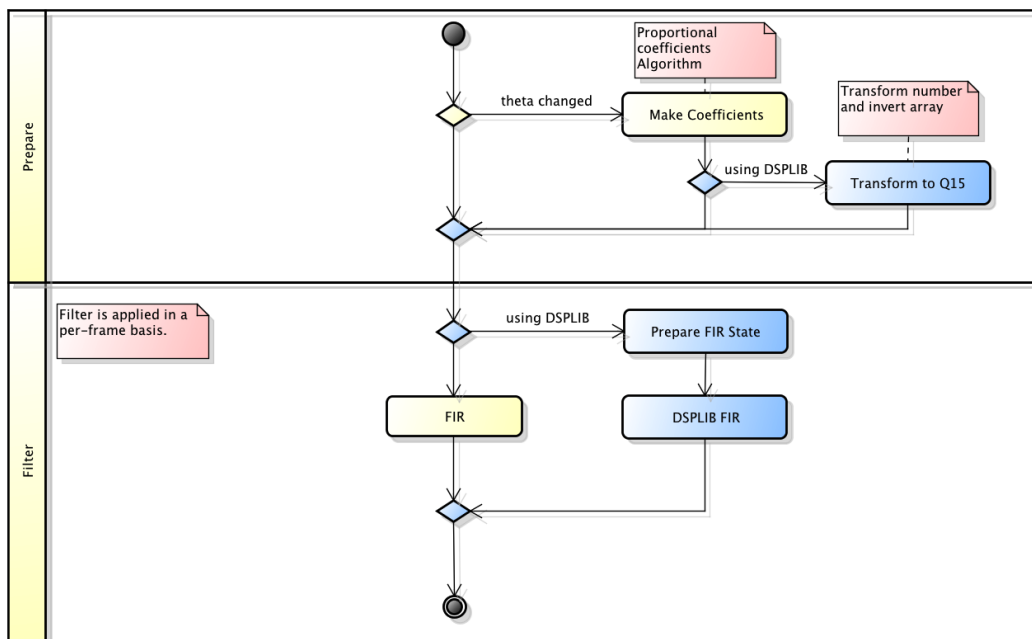 Prepare
Proportional
coefficients
Algorithm
theta changed
Make Coefficients
Transform number
and invert array
using DSPLIB
Transform to Q15
Filter
Filter is applied in a
per-frame basis.
using DSPLIB
Prepare FIR State
FIR
DSPLIB FIR